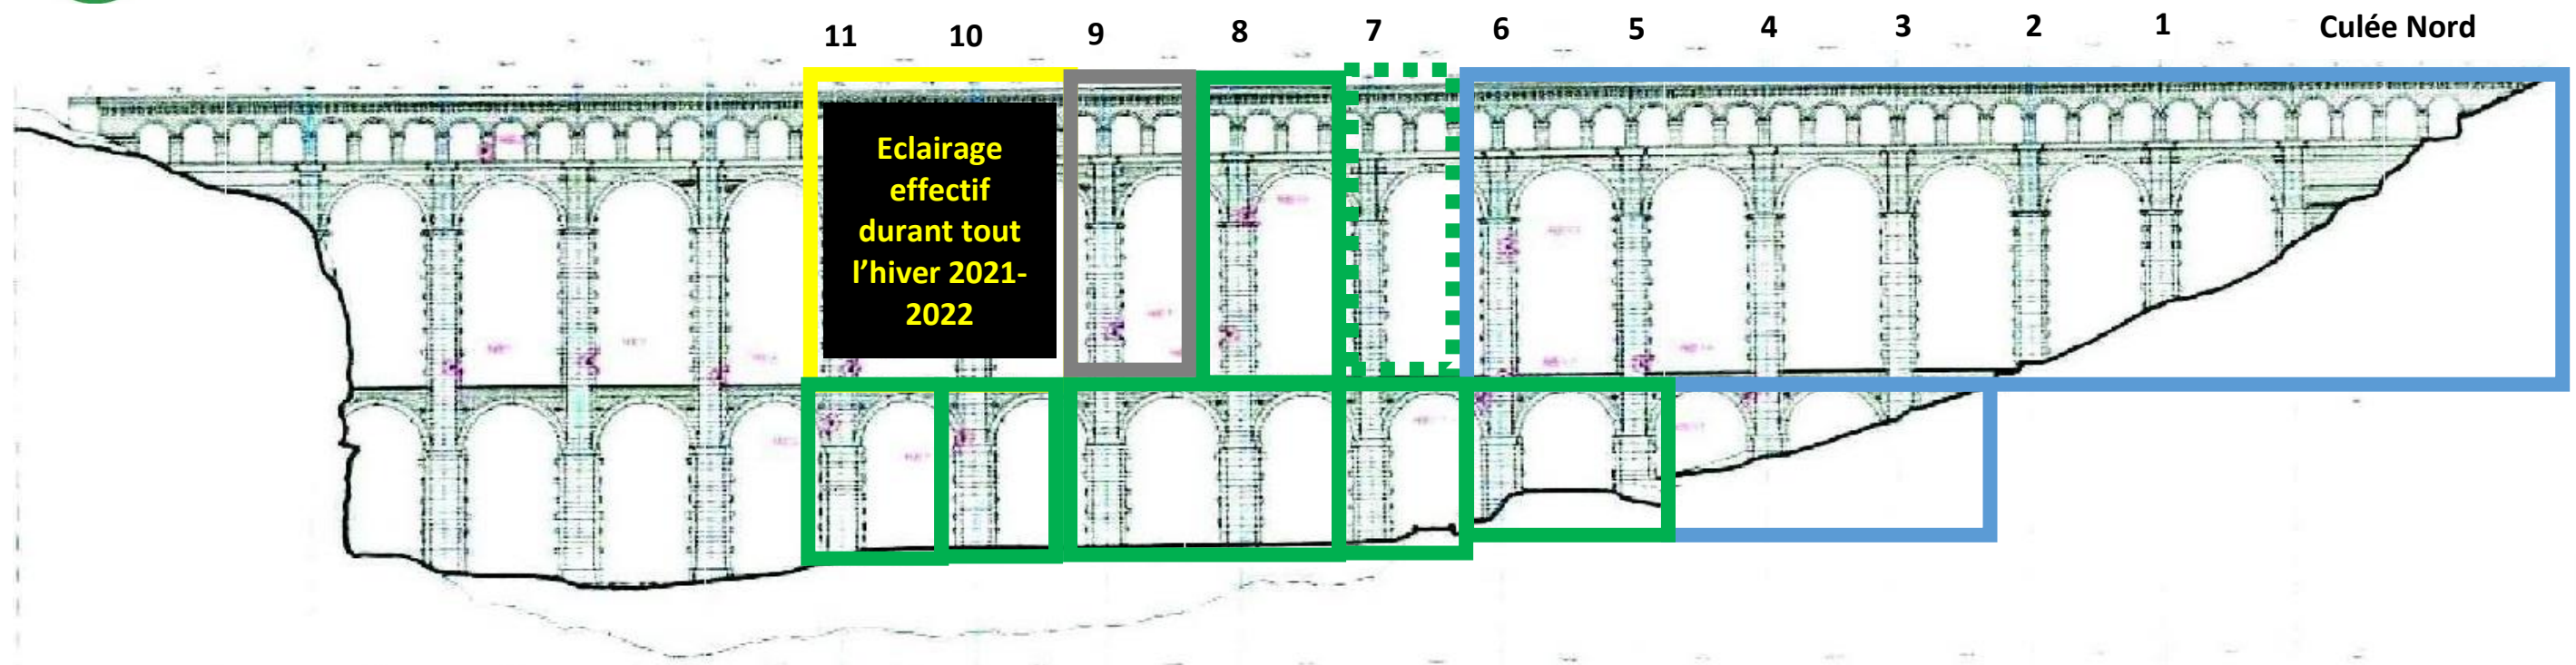 11 10 9 8 7 6 5 4 3 2 1 Culée Nord
Eclairage
effectif
durant tout
l’hiver 2021-
2022